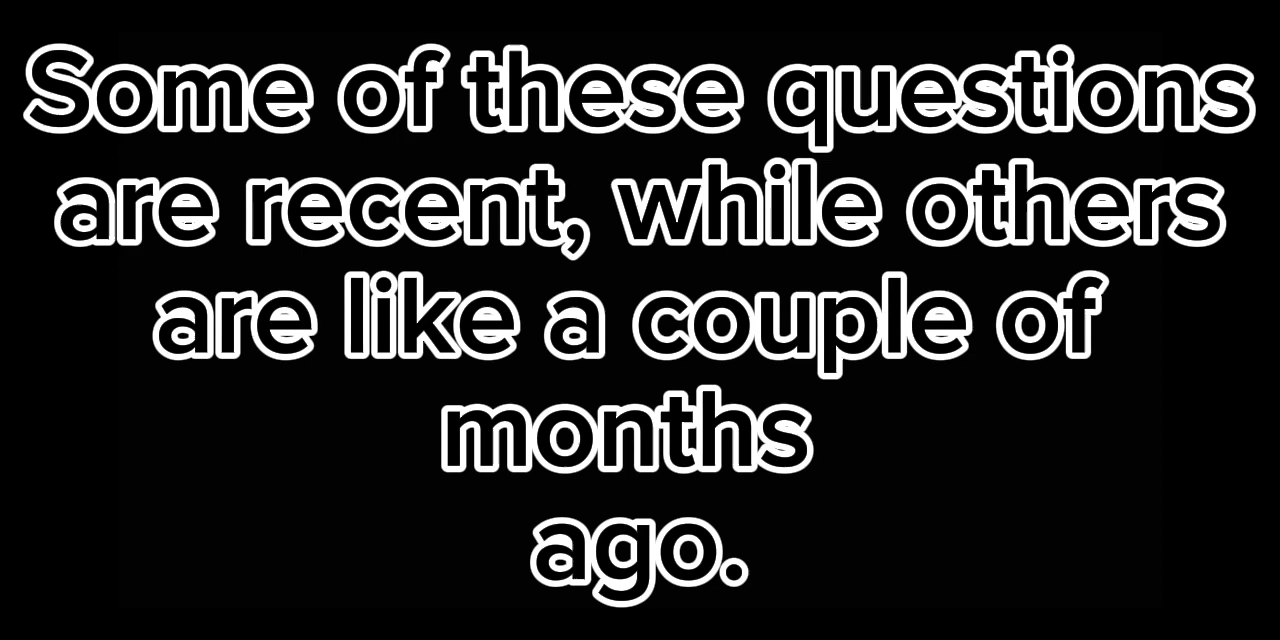 Some of these questions
are recent, while others
are like a couple of
months
ago.